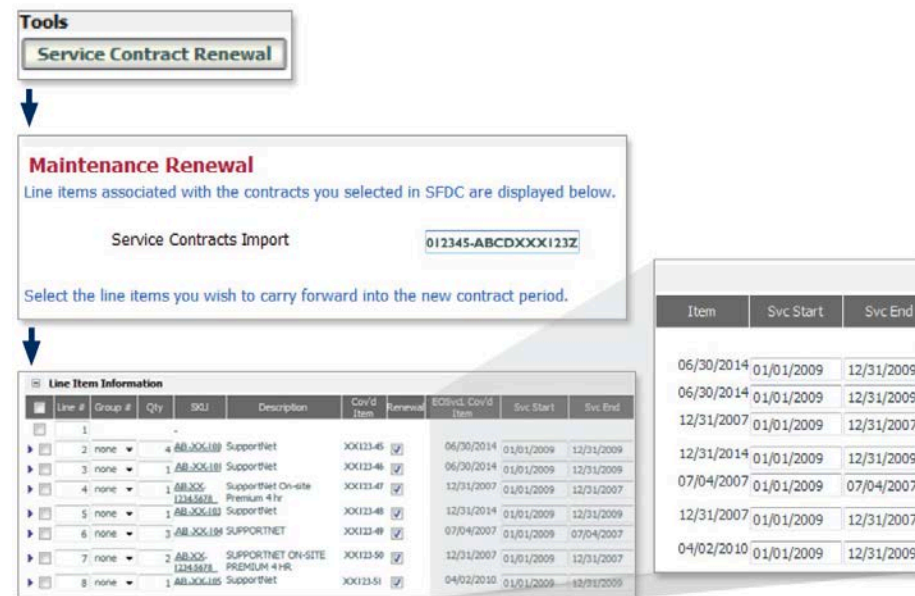 Tools
Service Contract Renewal
Maintenance Renewal
Line items associated with the contracts you selected in SFDC are displayed below.
Service Contracts Import 012345-ABCDXXX123Z
Select the line items you wish to carry forward into the new contract period.
Line Item Information
Line # Group # Qty SKU Description Cov'd Item Renewal EOSvcL Cov'd Item Svc Start Svc End
1 -
2 none 4 AB-XX-100 SupportNet XX123-45 06/30/2014 01/01/2009 12/31/2009
3 none 1 AB-XX-101 SupportNet XX123-46 06/30/2014 01/01/2009 12/31/2009
4 none 1 AB-XX-12345678 SupportNet On-site Premium 4 hr XX123-47 12/31/2007 01/01/2009 12/31/2007
5 none 1 AB-XX-103 SupportNet XX123-48 12/31/2014 01/01/2009 12/31/2009
6 none 3 AB-XX-104 SUPPORTNET XX123-49 07/04/2007 01/01/2009 07/04/2007
7 none 2 AB-XX-12345678 SUPPORTNET ON-SITE PREMIUM 4 HR XX123-50 12/31/2007 01/01/2009 12/31/2007
8 none 1 AB-XX-105 SupportNet XX123-51 04/02/2010 01/01/2009 12/31/2009
Item Svc Start Svc End
06/30/2014 01/01/2009 12/31/2009
06/30/2014 01/01/2009 12/31/2009
12/31/2007 01/01/2009 12/31/2007
12/31/2014 01/01/2009 12/31/2009
07/04/2007 01/01/2009 07/04/2007
12/31/2007 01/01/2009 12/31/2007
04/02/2010 01/01/2009 12/31/2009